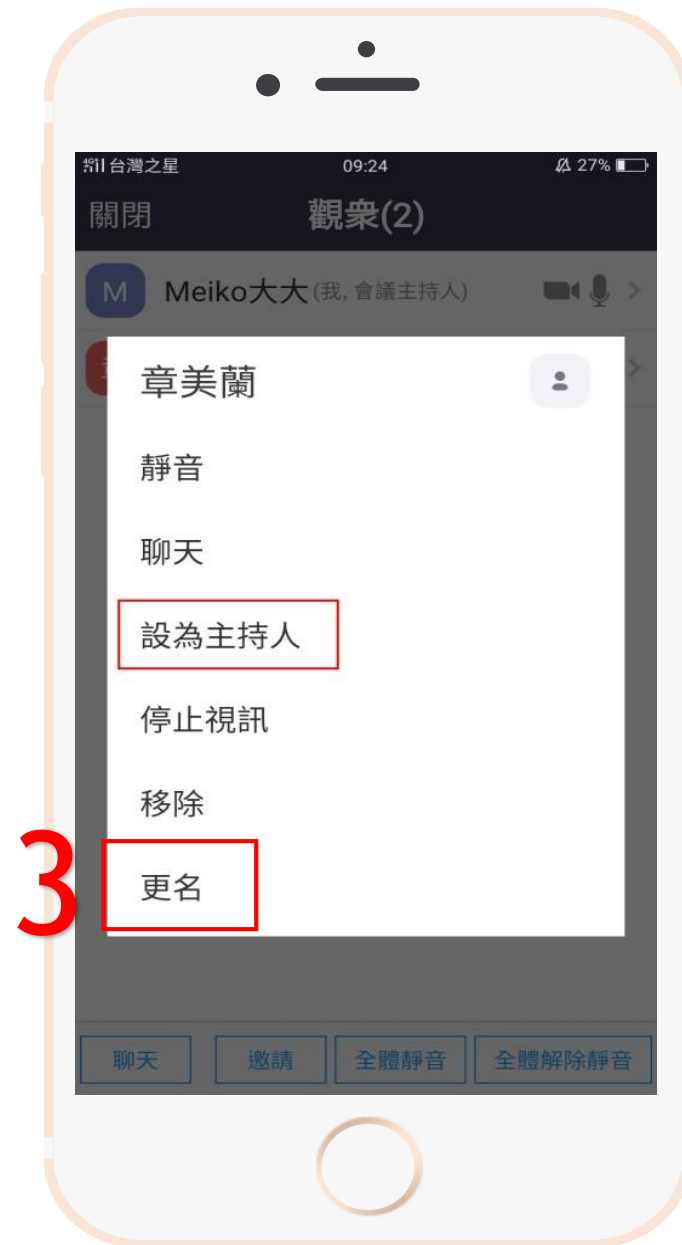 台灣之星 09:24 27%
關閉 觀衆(2)
M Meiko大大(我, 會議主持人)
章美蘭
靜音
聊天
設為主持人
停止視訊
移除
3 更名
聊天 邀請 全體靜音 全體解除靜音